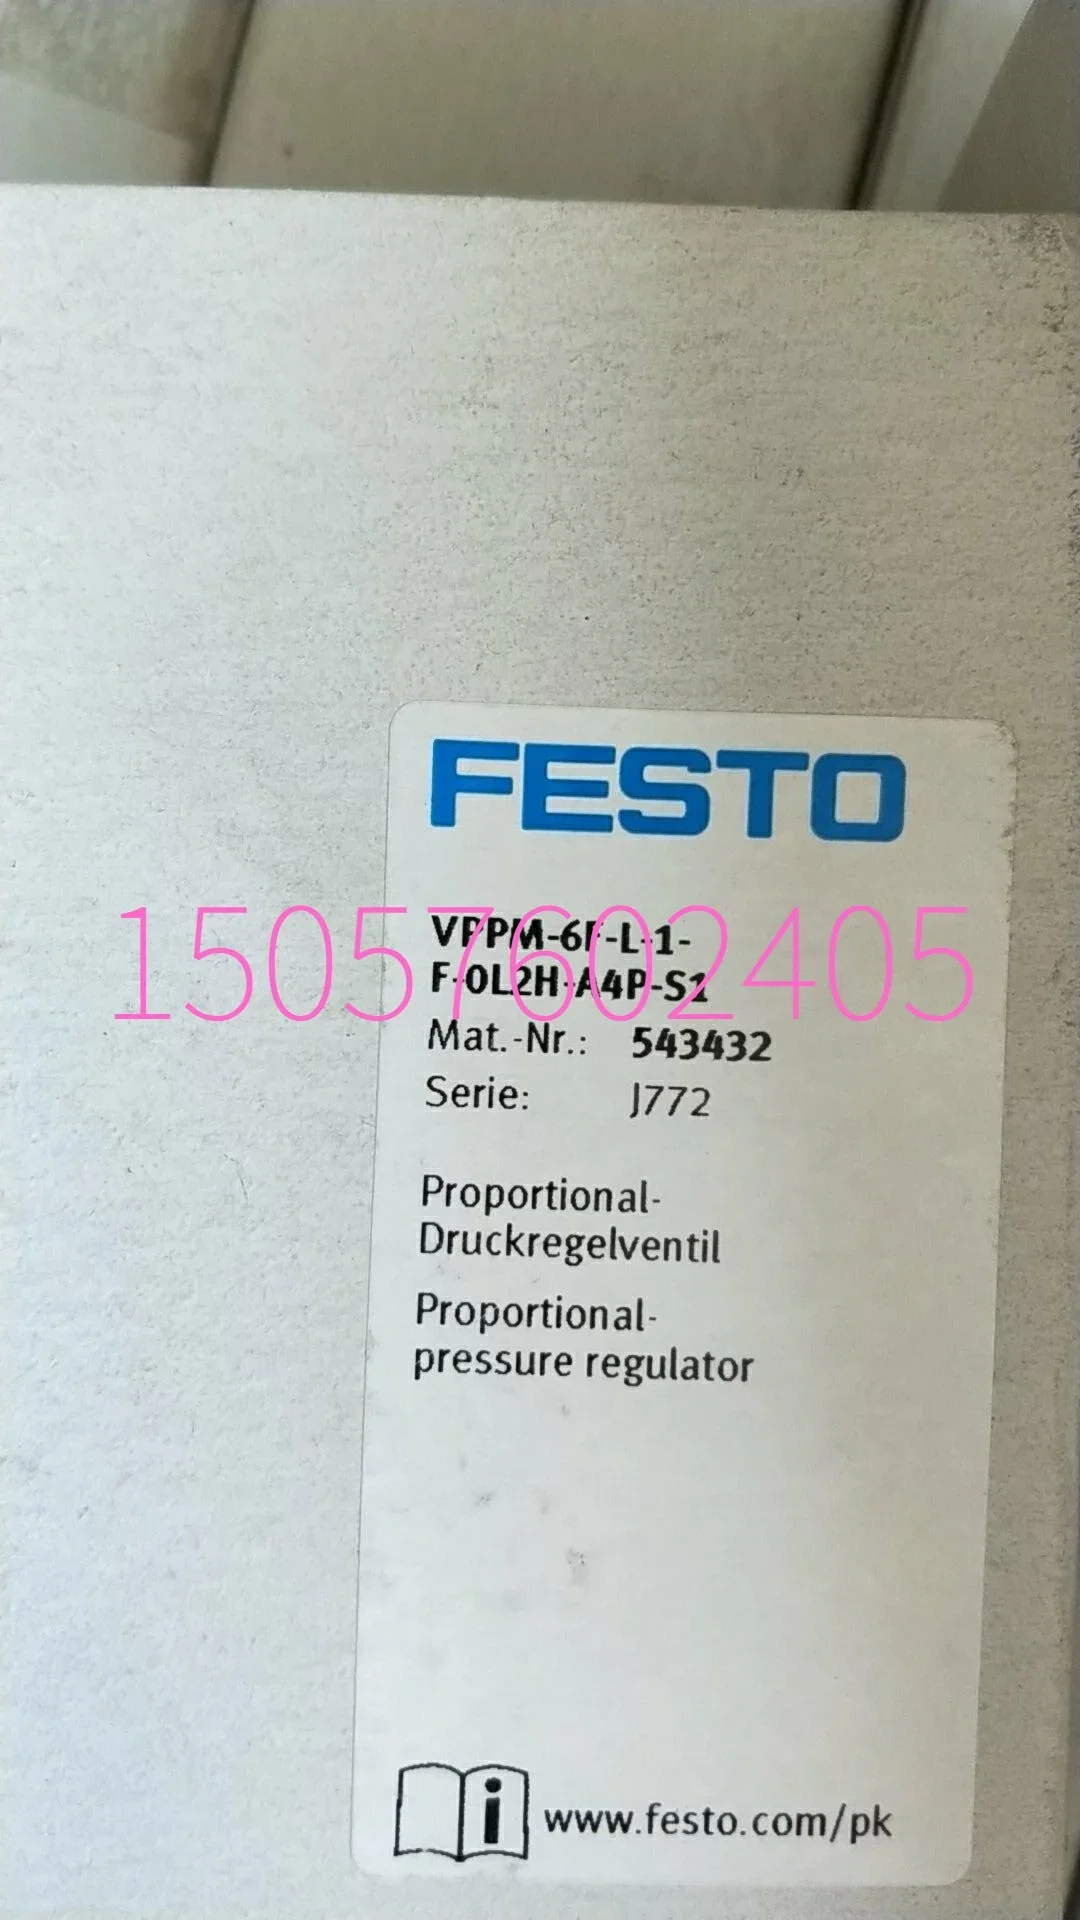 FESTO
VPPM-6F-L-1-
F-0L2H-A4P-S1
15057602405
Mat.-Nr.: 543432
Serie: J772
Proportional-
Druckregelventil
Proportional-
pressure regulator
i www.festo.com/pk